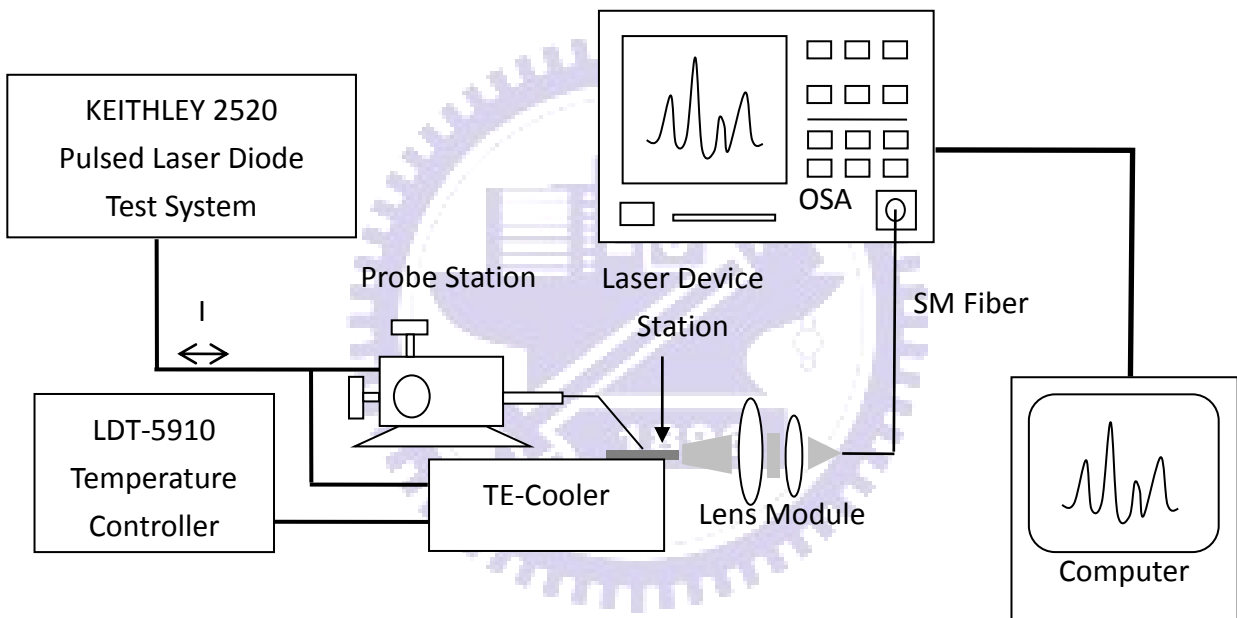 KEITHLEY 2520
Pulsed Laser Diode
Test System
OSA
Probe Station
Laser Device
Station
SM Fiber
I
LDT-5910
Temperature
Controller
TE-Cooler
Lens Module
Computer